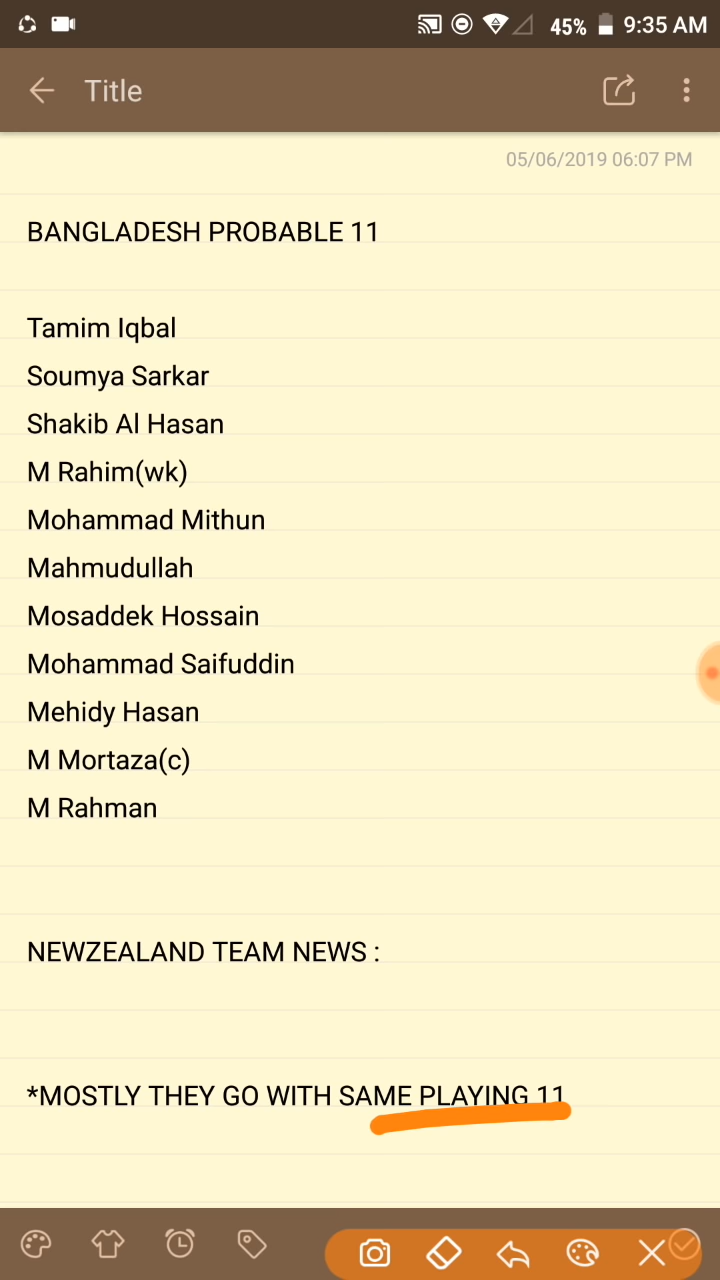 45% 9:35 AM
Title
05/06/2019 06:07 PM
BANGLADESH PROBABLE 11
Tamim Iqbal
Soumya Sarkar
Shakib Al Hasan
M Rahim(wk)
Mohammad Mithun
Mahmudullah
Mosaddek Hossain
Mohammad Saifuddin
Mehidy Hasan
M Mortaza(c)
M Rahman
NEWZEALAND TEAM NEWS :
*MOSTLY THEY GO WITH SAME PLAYING 11